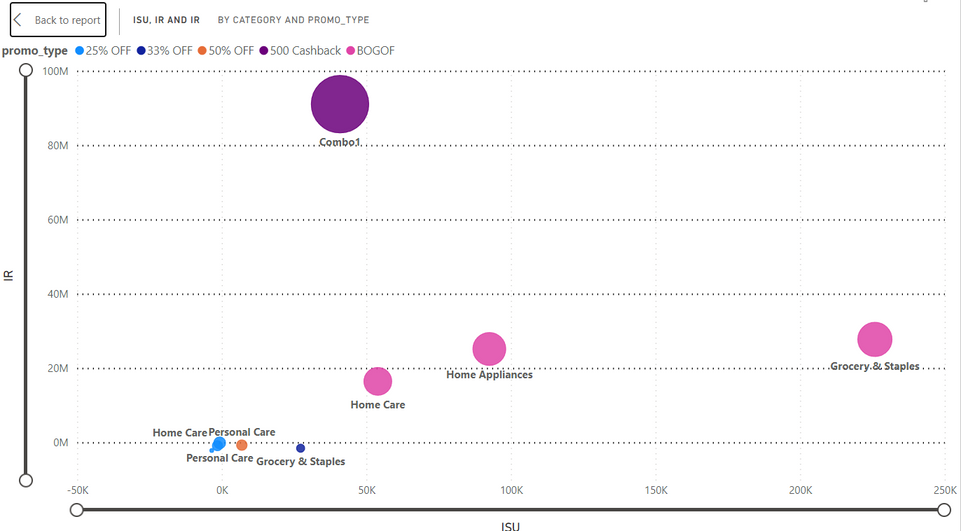 Back to report
ISU, IR AND IR BY CATEGORY AND PROMO_TYPE
promo_type 25% OFF 33% OFF 50% OFF 500 Cashback BOGOF
100M
Combo1
80M
60M
IR
40M
Grocery & Staples
20M
Home Appliances
Home Care
Home Care Personal Care
0M
Personal Care Grocery & Staples
-50K 0K 50K 100K 150K 200K 250K
ISU